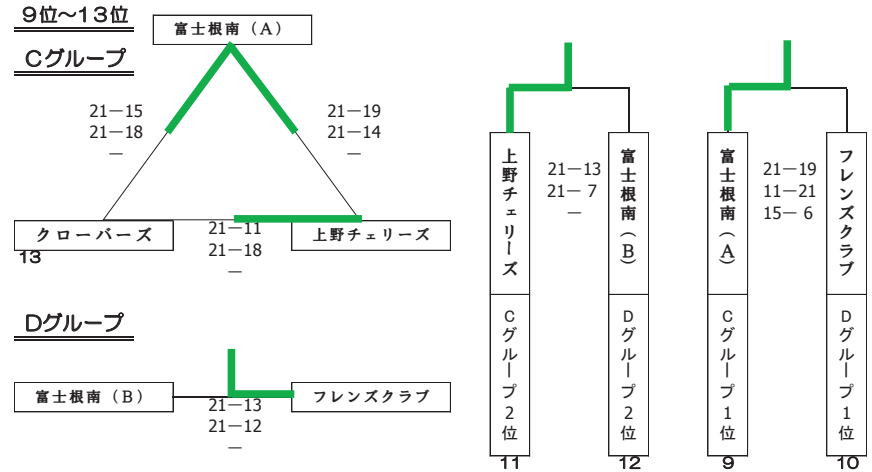 9位～13位
Cグループ
富士根南（A）
21－15
21－18
－
21－19
21－14
－
クローバーズ
上野チェリーズ
13
21－11
21－18
－
Dグループ
富士根南（B）
フレンズクラブ
21－13
21－12
－
上野チェリーズ
Cグループ2位
11
21－13
21－ 7
－
富士根南（B）
Dグループ2位
12
富士根南（A）
Cグループ1位
9
21－19
11－21
15－ 6
フレンズクラブ
Dグループ1位
10